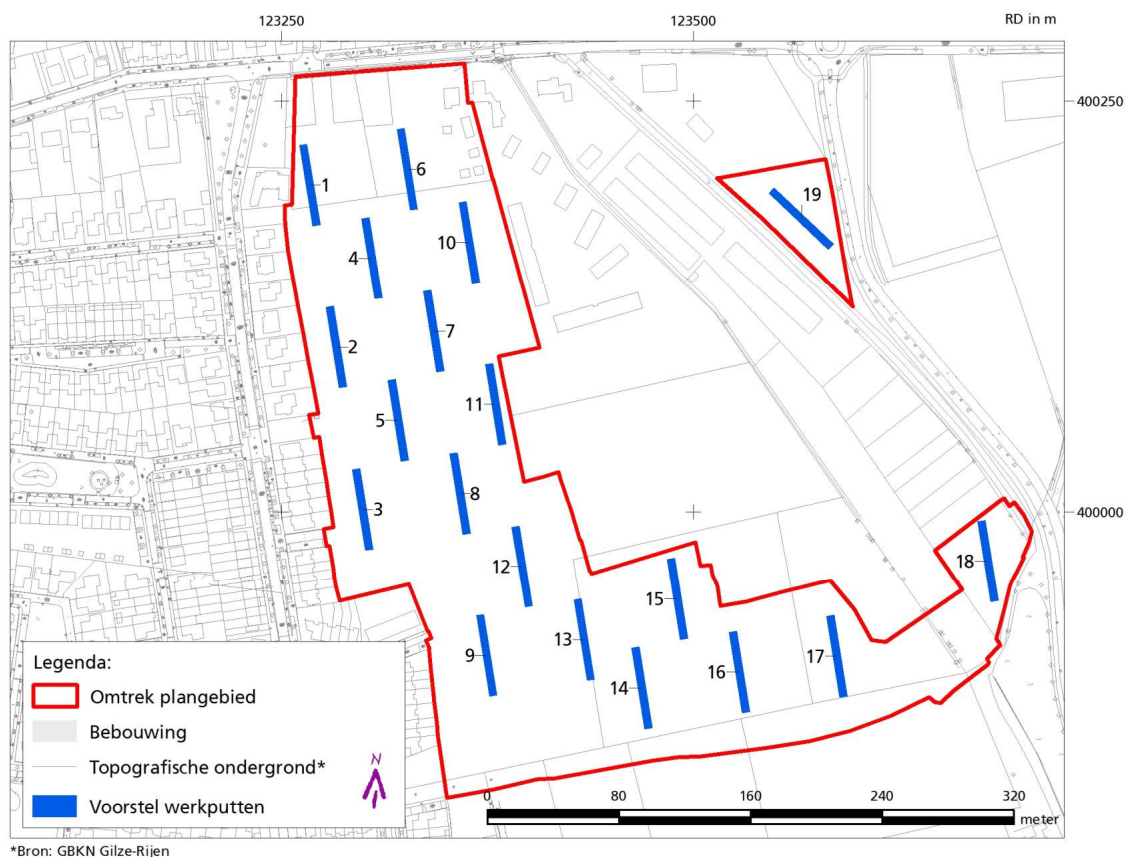 123250
123500
RD in m
400250
19
6
1
10
4
7
2
11
5
8
3
400000
18
12
15
13
9
17
16
14
Legenda:
Omtrek plangebied
Bebouwing
Topografische ondergrond*
Voorstel werkputten
N
0 80 160 240 320
meter
*Bron: GBKN Gilze-Rijen